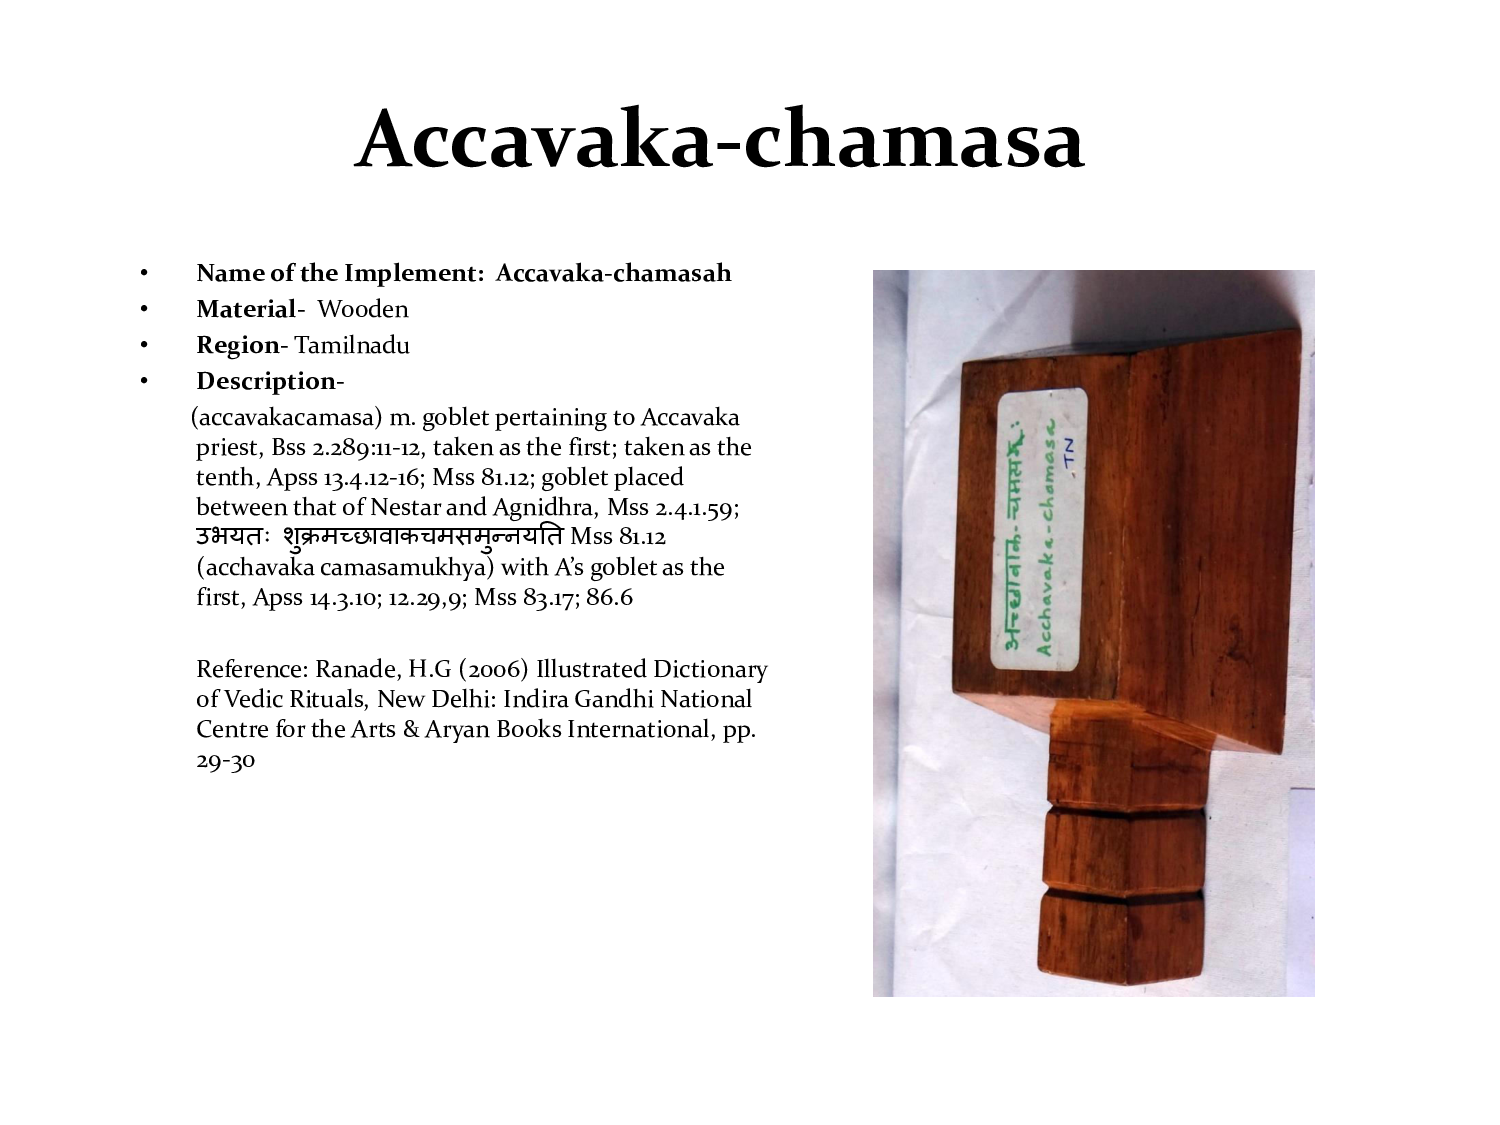 Accavaka-chamasa
• Name of the Implement: Accavaka-chamasah
• Material- Wooden
• Region- Tamilnadu
• Description-
(accavakacamasa) m. goblet pertaining to Accavaka
priest, Bss 2.289:11-12, taken as the first; taken as the
tenth, Apss 13.4.12-16; Mss 81.12; goblet placed
between that of Nestar and Agnidhra, Mss 2.4.1.59;
उभयतः शुक्रमच्छावाकचमसमुन्नयति Mss 81.12
(acchavaka camasamukhya) with A’s goblet as the
first, Apss 14.3.10; 12.29,9; Mss 83.17; 86.6
Reference: Ranade, H.G (2006) Illustrated Dictionary
of Vedic Rituals, New Delhi: Indira Gandhi National
Centre for the Arts & Aryan Books International, pp.
29-30
अच्छावाक-चमसः
Acchavaka-chamasa
.TN